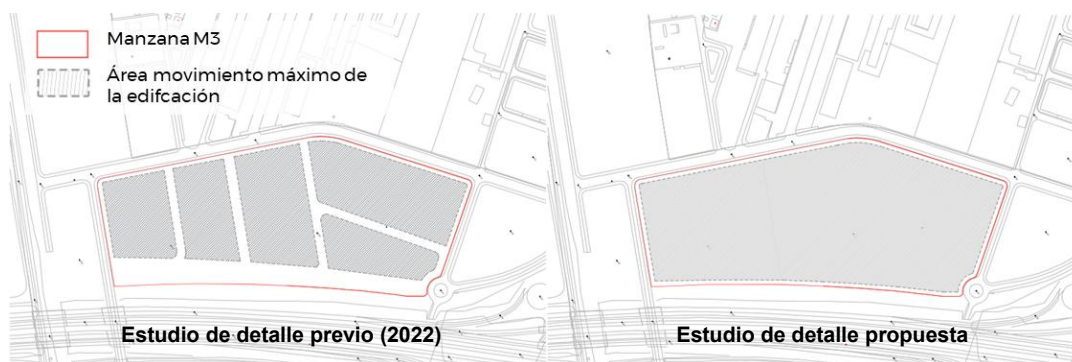 Manzana M3
Área movimiento máximo de
la edifcación
Estudio de detalle previo (2022)
Estudio de detalle propuesta